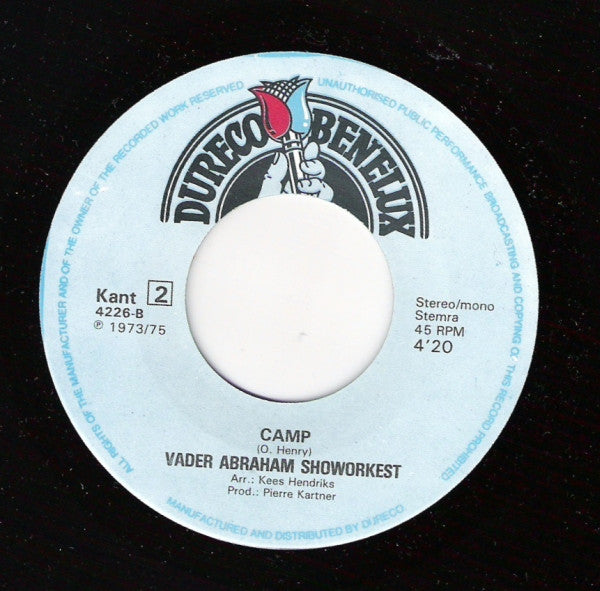 ALL RIGHTS OF THE MANUFACTURER AND OF THE OWNER OF THE RECORDED WORK RESERVED
UNAUTHORISED PUBLIC PERFORMANCE BROADCASTING AND COPYING OF THIS RECORD PROHIBITED
DURECO BENELUX
Kant 2
4226-B
℗ 1973/75
Stereo/mono
Stemra
45 RPM
4'20
CAMP
(O. Henry)
VADER ABRAHAM SHOWORKEST
Arr.: Kees Hendriks
Prod.: Pierre Kartner
MANUFACTURED AND DISTRIBUTED BY DURECO